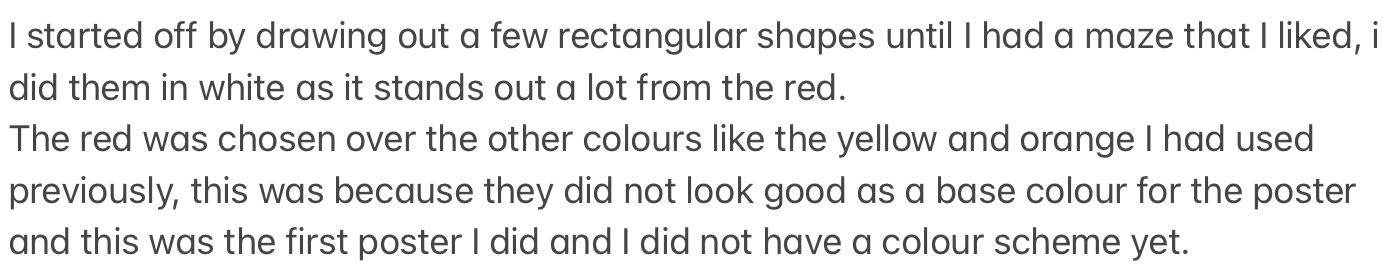 I started off by drawing out a few rectangular shapes until I had a maze that I liked, i
did them in white as it stands out a lot from the red.
The red was chosen over the other colours like the yellow and orange I had used
previously, this was because they did not look good as a base colour for the poster
and this was the first poster I did and I did not have a colour scheme yet.